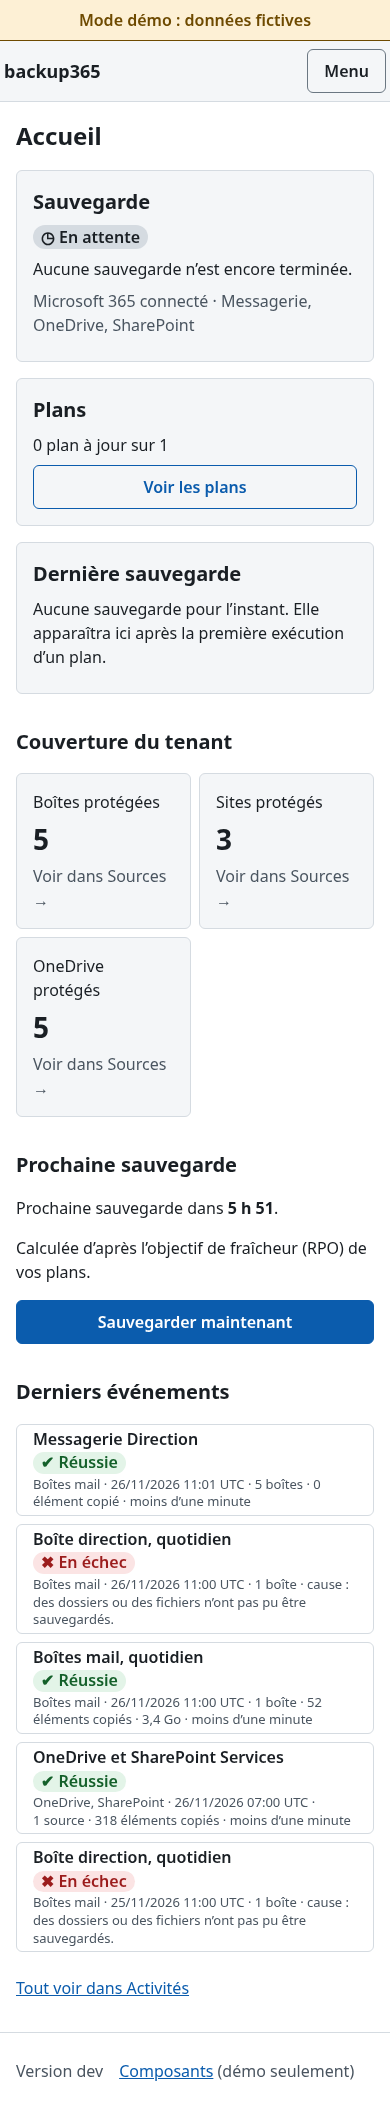 Mode démo : données fictives
backup365
Menu
Accueil
Sauvegarde
◷ En attente
Aucune sauvegarde n’est encore terminée.
Microsoft 365 connecté · Messagerie,
OneDrive, SharePoint
Plans
0 plan à jour sur 1
Voir les plans
Dernière sauvegarde
Aucune sauvegarde pour l’instant. Elle
apparaîtra ici après la première exécution
d’un plan.
Couverture du tenant
Boîtes protégées
5
Voir dans Sources
→
Sites protégés
3
Voir dans Sources
→
OneDrive
protégés
5
Voir dans Sources
→
Prochaine sauvegarde
Prochaine sauvegarde dans 5 h 51.
Calculée d’après l’objectif de fraîcheur (RPO) de
vos plans.
Sauvegarder maintenant
Derniers événements
Messagerie Direction
✔ Réussie
Boîtes mail · 26/11/2026 11:01 UTC · 5 boîtes · 0
élément copié · moins d’une minute
Boîte direction, quotidien
✖ En échec
Boîtes mail · 26/11/2026 11:00 UTC · 1 boîte · cause :
des dossiers ou des fichiers n’ont pas pu être
sauvegardés.
Boîtes mail, quotidien
✔ Réussie
Boîtes mail · 26/11/2026 11:00 UTC · 1 boîte · 52
éléments copiés · 3,4 Go · moins d’une minute
OneDrive et SharePoint Services
✔ Réussie
OneDrive, SharePoint · 26/11/2026 07:00 UTC ·
1 source · 318 éléments copiés · moins d’une minute
Boîte direction, quotidien
✖ En échec
Boîtes mail · 25/11/2026 11:00 UTC · 1 boîte · cause :
des dossiers ou des fichiers n’ont pas pu être
sauvegardés.
Tout voir dans Activités
Version dev Composants (démo seulement)